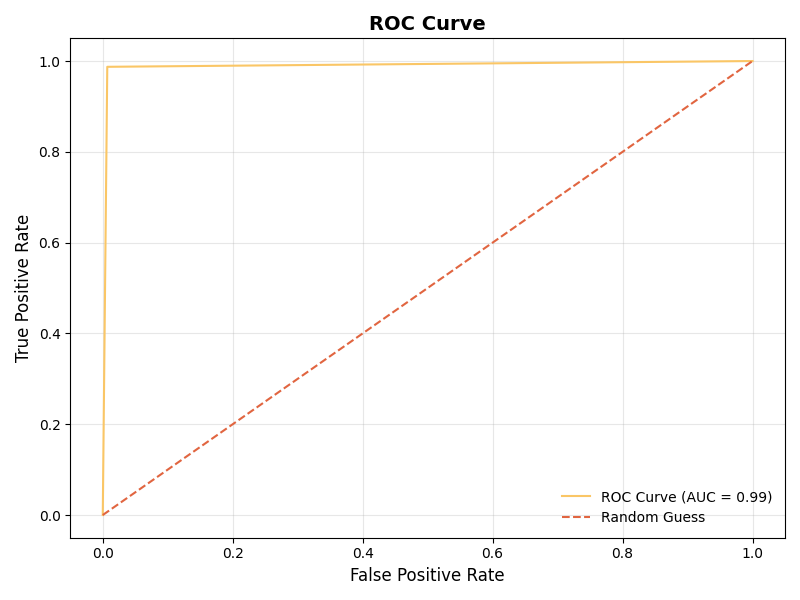 ROC Curve
True Positive Rate
1.0
0.8
0.6
0.4
0.2
0.0
ROC Curve (AUC = 0.99)
Random Guess
0.0 0.2 0.4 0.6 0.8 1.0
False Positive Rate